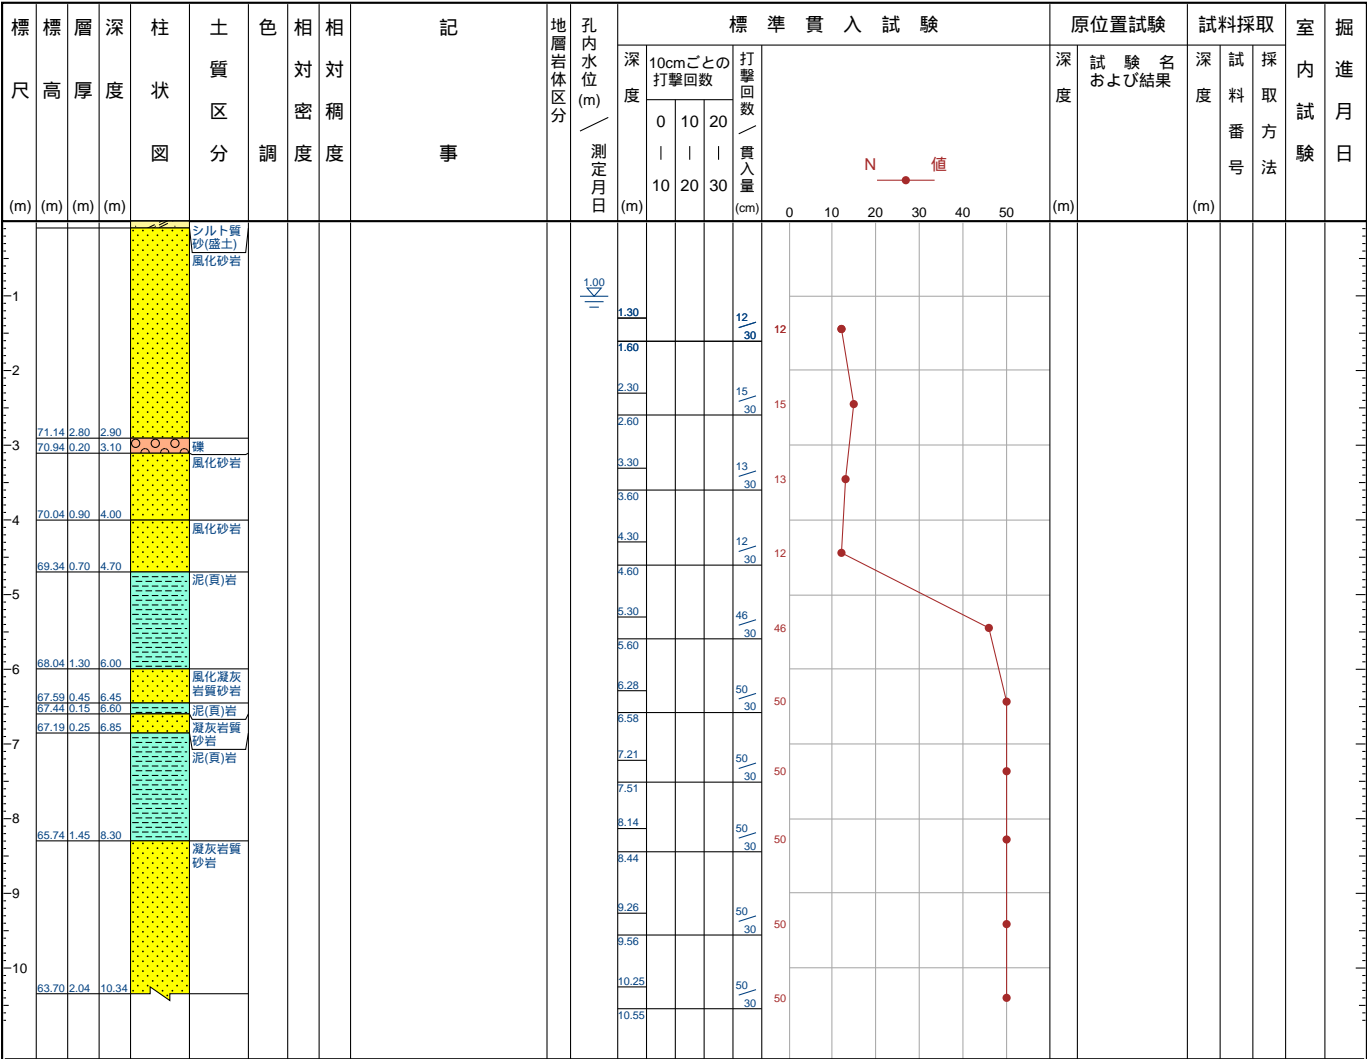 標尺(m)
標高(m)
層厚(m)
深度(m)
柱状図
土質区分
色調
相対密度
相対稠度
記事
地層岩体区分
孔内水位(m)／測定月日
標準貫入試験
深度(m)
10cmごとの
打撃回数
0 10 20
| | |
10 20 30
打撃回数／貫入量(cm)
N 値
0 10 20 30 40 50
原位置試験
深度(m)
試験名
および結果
試料採取
深度(m)
試料番号
採取方法
室内試験
掘進月日
シルト質
砂(盛土)
風化砂岩
1
1.00
1.30 12/30 12
1.60
2
2.30 15/30 15
2.60
71.14 2.80 2.90
3
70.94 0.20 3.10 礫
風化砂岩
3.30 13/30 13
3.60
4
70.04 0.90 4.00
風化砂岩
4.30 12/30 12
4.60
69.34 0.70 4.70
泥(頁)岩
5
5.30 46/30 46
5.60
6
68.04 1.30 6.00
風化凝灰
岩質砂岩
6.28 50/30 50
6.58
67.59 0.45 6.45
67.44 0.15 6.60 泥(頁)岩
67.19 0.25 6.85 凝灰岩質
砂岩
7
泥(頁)岩
7.21 50/30 50
7.51
8
8.14 50/30 50
8.44
65.74 1.45 8.30
凝灰岩質
砂岩
9
9.26 50/30 50
9.56
10
10.25 50/30 50
10.55
63.70 2.04 10.34